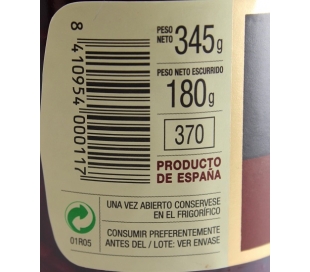 8 410954 000117
PESO NETO 345g
PESO NETO ESCURRIDO
180g
370
PRODUCTO
DE ESPAÑA
UNA VEZ ABIERTO CONSERVESE
EN EL FRIGORÍFICO
01R05
CONSUMIR PREFERENTEMENTE
ANTES DEL / LOTE: VER ENVASE